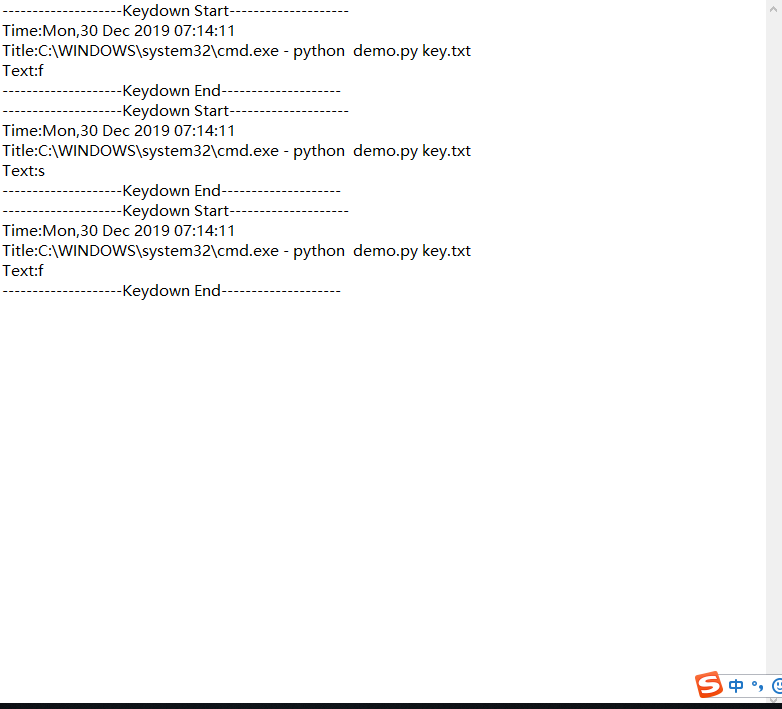 --------------------Keydown Start--------------------
Time:Mon,30 Dec 2019 07:14:11
Title:C:\WINDOWS\system32\cmd.exe - python  demo.py key.txt
Text:f
--------------------Keydown End--------------------
--------------------Keydown Start--------------------
Time:Mon,30 Dec 2019 07:14:11
Title:C:\WINDOWS\system32\cmd.exe - python  demo.py key.txt
Text:s
--------------------Keydown End--------------------
--------------------Keydown Start--------------------
Time:Mon,30 Dec 2019 07:14:11
Title:C:\WINDOWS\system32\cmd.exe - python  demo.py key.txt
Text:f
--------------------Keydown End--------------------
S 中 °,